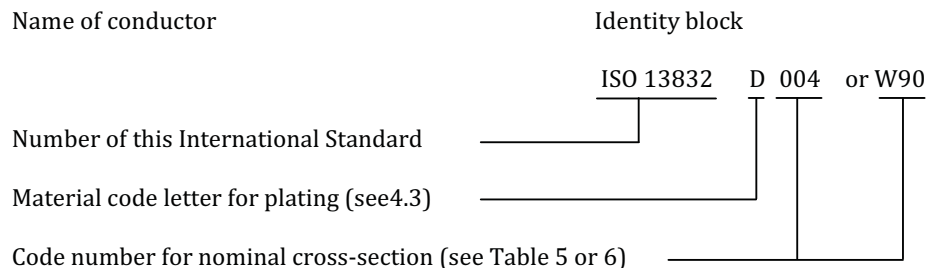 Name of conductor Identity block
ISO 13832 D 004 or W90
Number of this International Standard
Material code letter for plating (see4.3)
Code number for nominal cross-section (see Table 5 or 6)